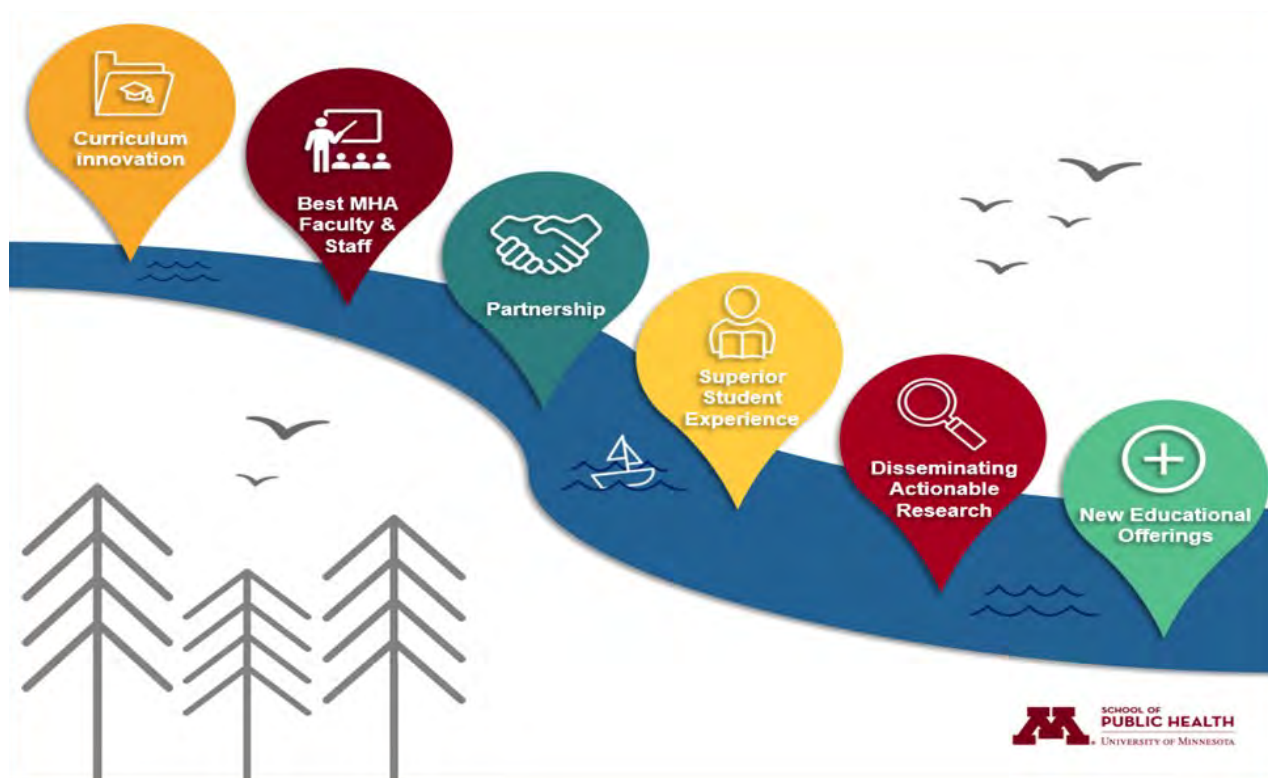 Curriculum
innovation
Best MHA
Faculty &
Staff
Partnership
Superior
Student
Experience
Disseminating
Actionable
Research
New Educational
Offerings
M
SCHOOL OF
PUBLIC HEALTH
UNIVERSITY OF MINNESOTA